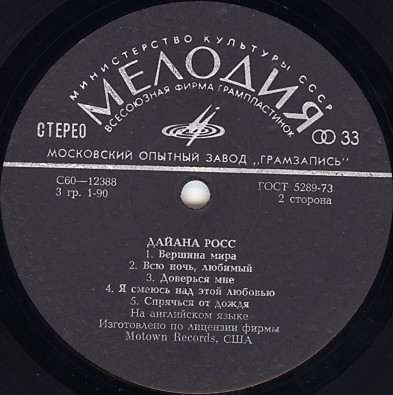 МИНИСТЕРСТВО КУЛЬТУРЫ СССР
МЕЛОДИЯ
ВСЕСОЮЗНАЯ ФИРМА ГРАМПЛАСТИНОК
СТЕРЕО
33
МОСКОВСКИЙ ОПЫТНЫЙ ЗАВОД „ГРАМЗАПИСЬ"
С60—12388
3 гр. 1-90
ГОСТ 5289-73
2 сторона
ДАЙАНА РОСС
1. Вершина мира
2. Всю ночь, любимый
3. Доверься мне
4. Я смеюсь над этой любовью
5. Спрячься от дождя
На английском языке
Изготовлено по лицензии фирмы
Motown Records, США